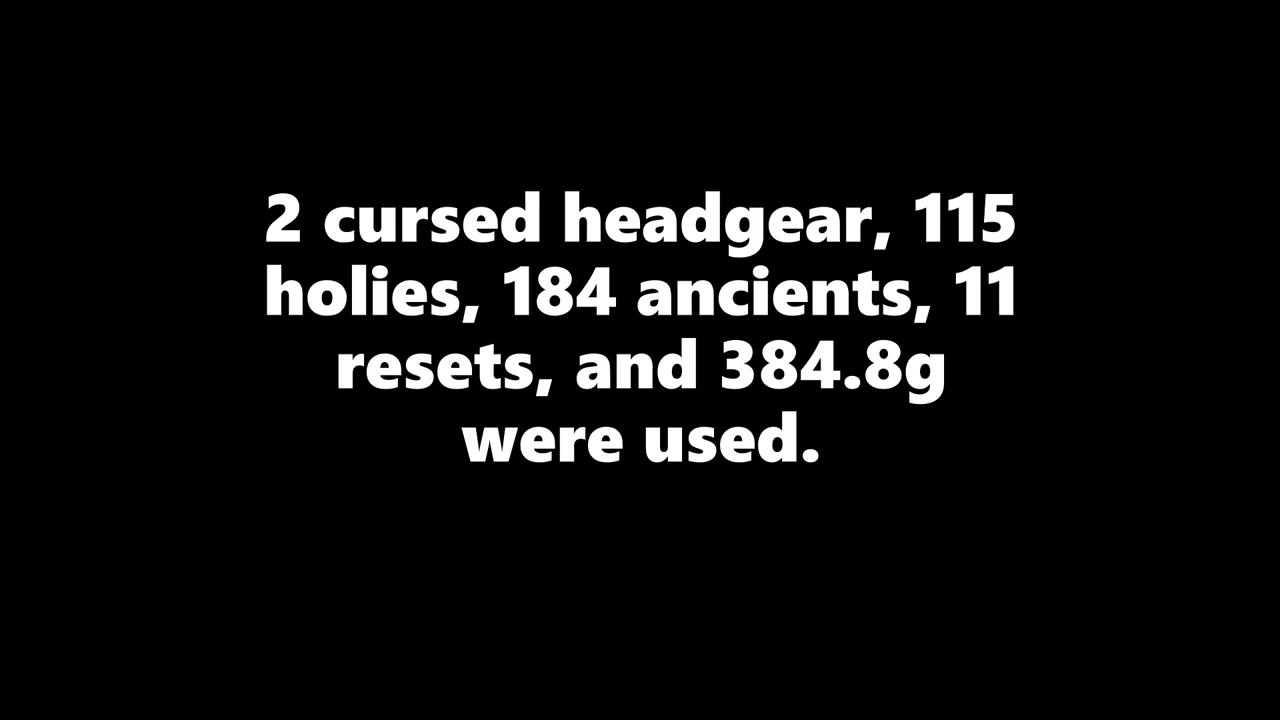 2 cursed headgear, 115
holies, 184 ancients, 11
resets, and 384.8g
were used.